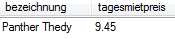 bezeichnung tagesmietpreis
Panther Thedy 9.45